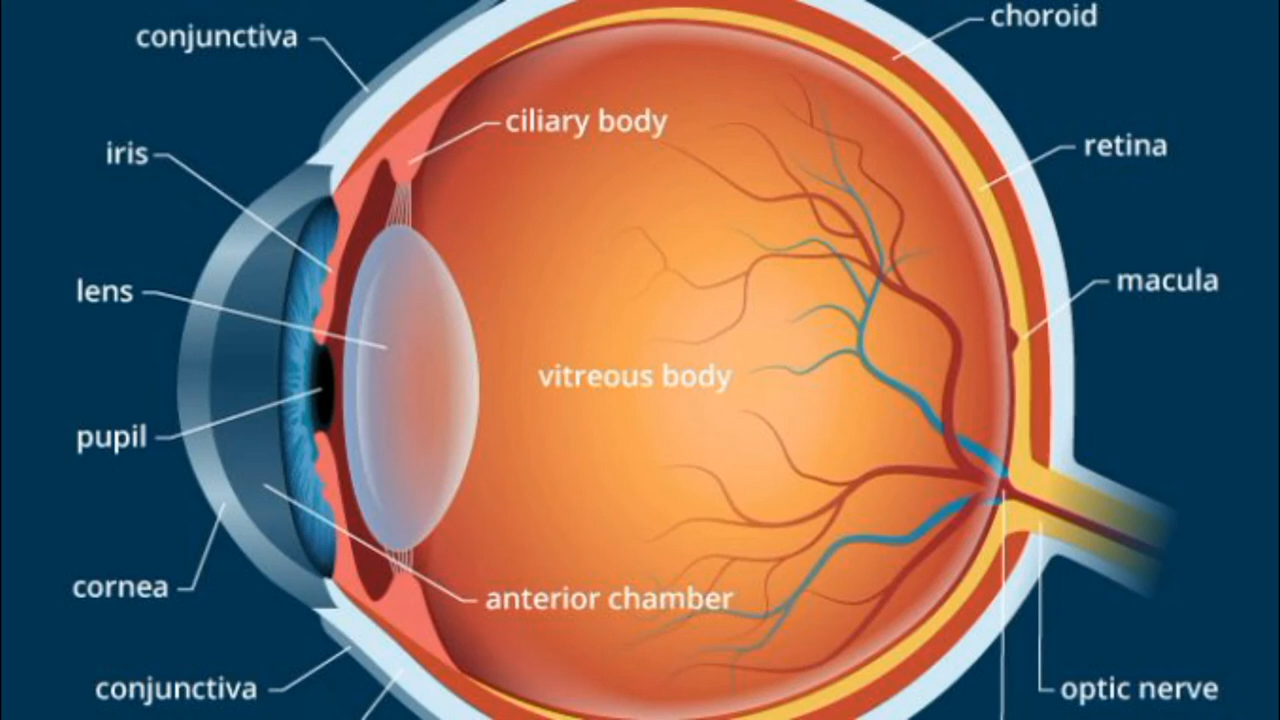 choroid
conjunctiva
ciliary body
retina
iris
macula
lens
vitreous body
pupil
cornea
anterior chamber
conjunctiva
optic nerve